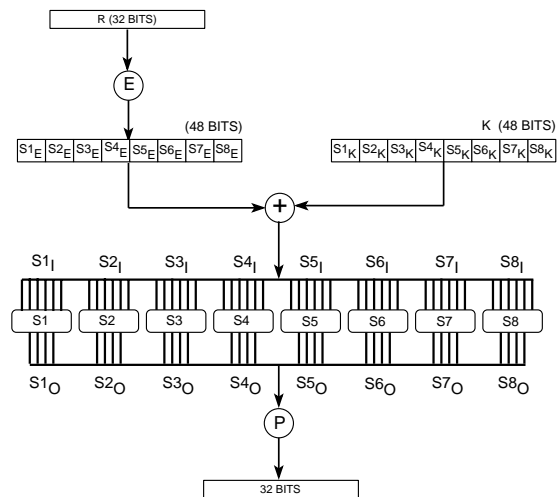 R (32 BITS)
E
(48 BITS)
K (48 BITS)
S1E S2E S3E S4E S5E S6E S7E S8E
S1K S2K S3K S4K S5K S6K S7K S8K
+
S1I S2I S3I S4I S5I S6I S7I S8I
S1 S2 S3 S4 S5 S6 S7 S8
S1O S2O S3O S4O S5O S6O S7O S8O
P
32 BITS